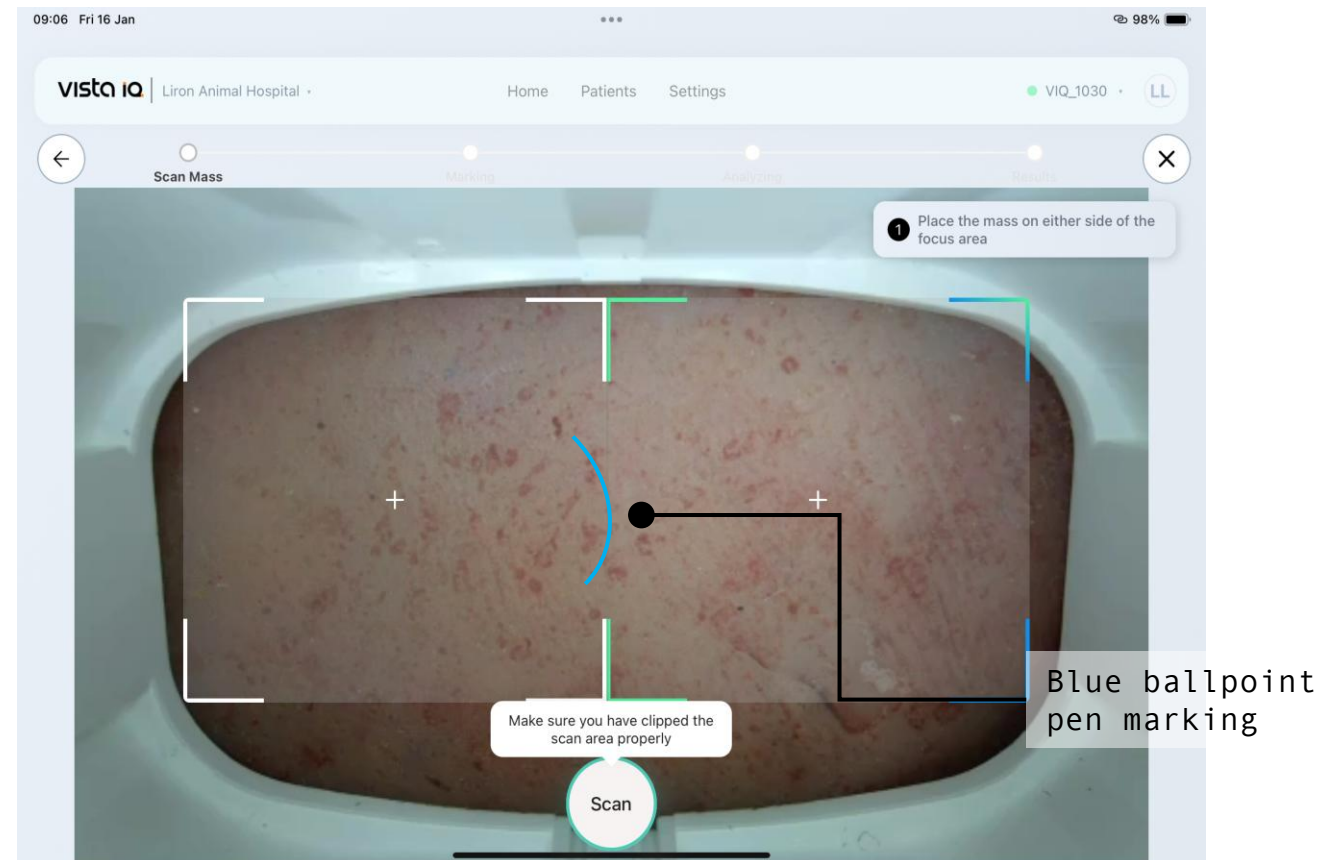 09:06 Fri 16 Jan
98%
vista iQ
Liron Animal Hospital
Home
Patients
Settings
VIQ_1030
LL
Scan Mass
Marking
Analyzing
Results
1
Place the mass on either side of the
focus area
Blue ballpoint
pen marking
Make sure you have clipped the
scan area properly
Scan